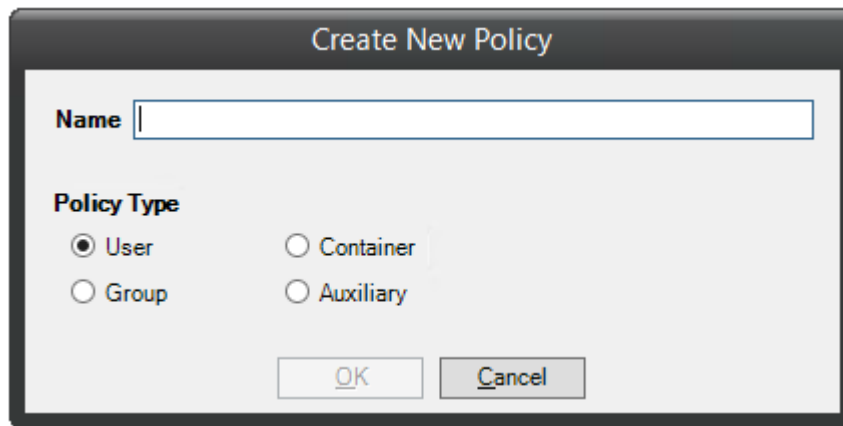 Create New Policy
Name
Policy Type
User Container
Group Auxiliary
OK Cancel